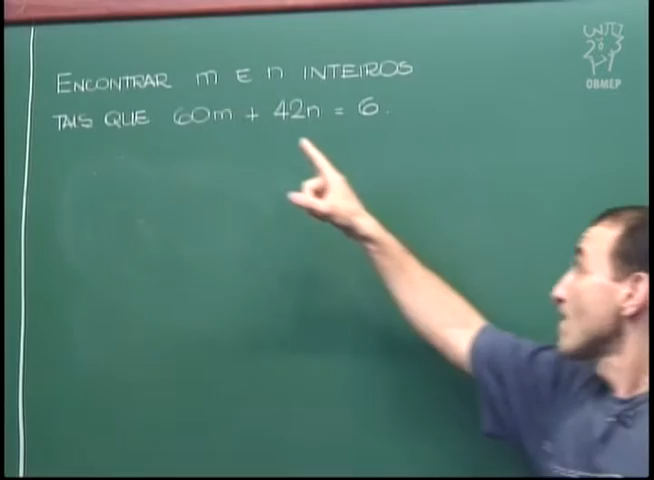 ENCONTRAR m E n INTEIROS
TAIS QUE 60m + 42n = 6.
OBMEP